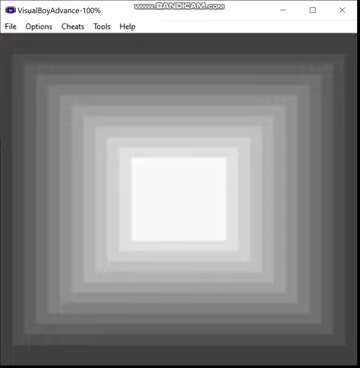 VisualBoyAdvance-100%
www.BANDICAM.com
File Options Cheats Tools Help